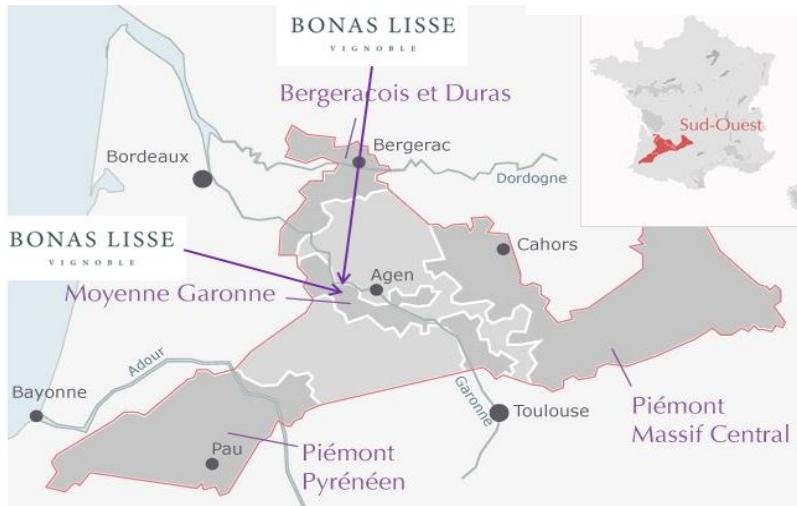 BONAS LISSE
VIGNOBLE
Bergeracois et Duras
Bordeaux
Bergerac
Dordogne
Sud-Ouest
BONAS LISSE
VIGNOBLE
Cahors
Agen
Moyenne Garonne
Adour
Bayonne
Garonne
Toulouse
Piémont
Massif Central
Pau
Piémont
Pyrénéen